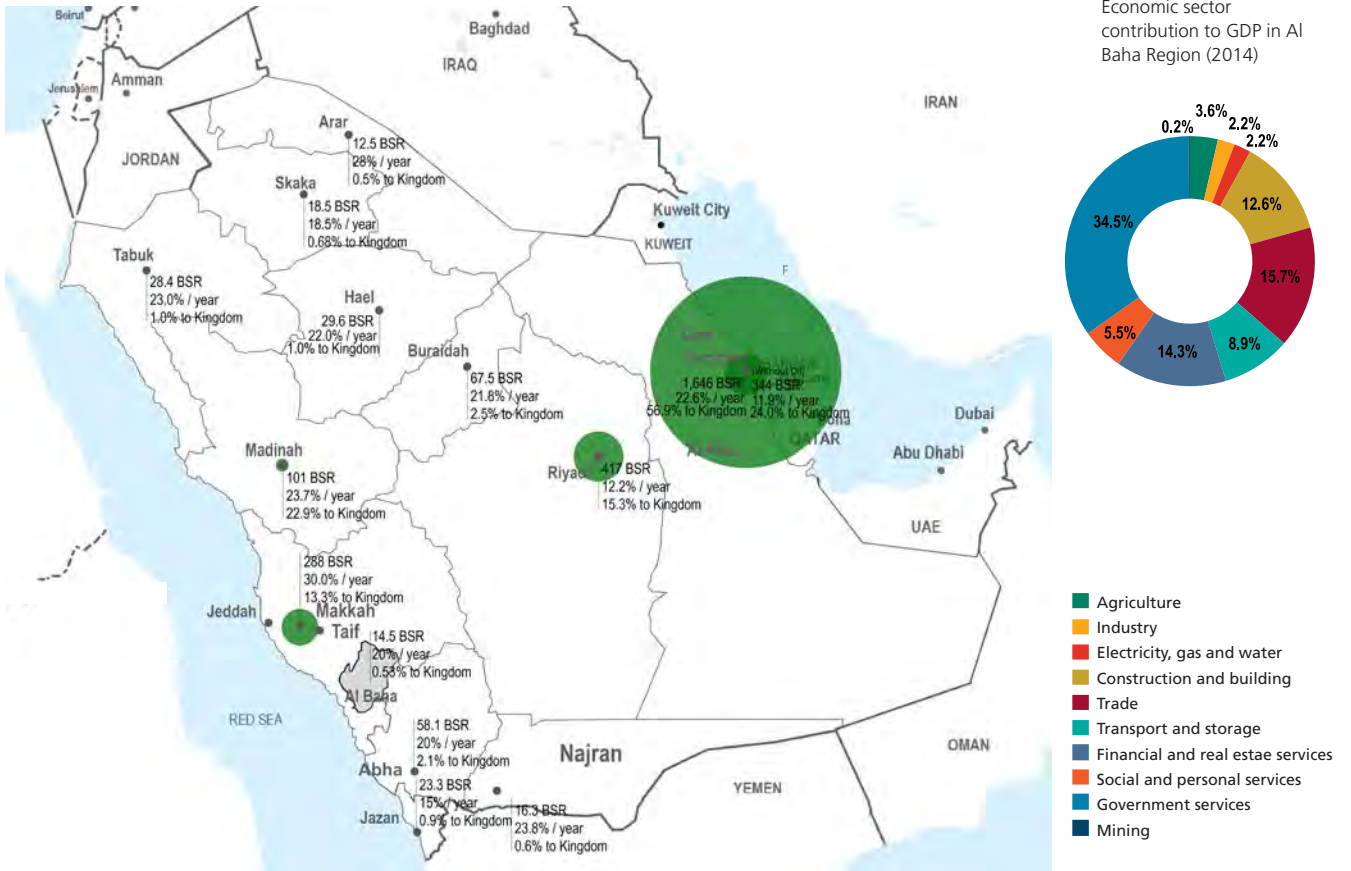 Economic sector
contribution to GDP in Al
Baha Region (2014)
Beirut
Baghdad
IRAQ
IRAN
Amman
Jerusalem
JORDAN
Arar
12.5 BSR
28% / year
0.5% to Kingdom
Skaka
18.5 BSR
18.5% / year
0.68% to Kingdom
Kuweit City
KUWEIT
F
Tabuk
28.4 BSR
23.0% / year
1.0% to Kingdom
Hael
29.6 BSR
22.0% / year
1.0% to Kingdom
Buraidah
67.5 BSR
21.8% / year
2.5% to Kingdom
(without oil)
1,646 BSR
22.6% / year
56.9% to Kingdom
344 BSR
11.9% / year
24.0% to Kingdom
QATAR
Dubai
Abu Dhabi
UAE
Madinah
101 BSR
23.7% / year
22.9% to Kingdom
Riyad
417 BSR
12.2% / year
15.3% to Kingdom
288 BSR
30.0% / year
13.3% to Kingdom
Jeddah
Makkah
Taif
14.5 BSR
20% / year
0.53% to Kingdom
Al Baha
RED SEA
58.1 BSR
20% / year
2.1% to Kingdom
Abha
23.3 BSR
15% / year
0.9% to Kingdom
Jazan
Najran
16.3 BSR
23.8% / year
0.6% to Kingdom
YEMEN
OMAN
0.2%
3.6%
2.2%
2.2%
12.6%
15.7%
8.9%
14.3%
5.5%
34.5%
Agriculture
Industry
Electricity, gas and water
Construction and building
Trade
Transport and storage
Financial and real estae services
Social and personal services
Government services
Mining